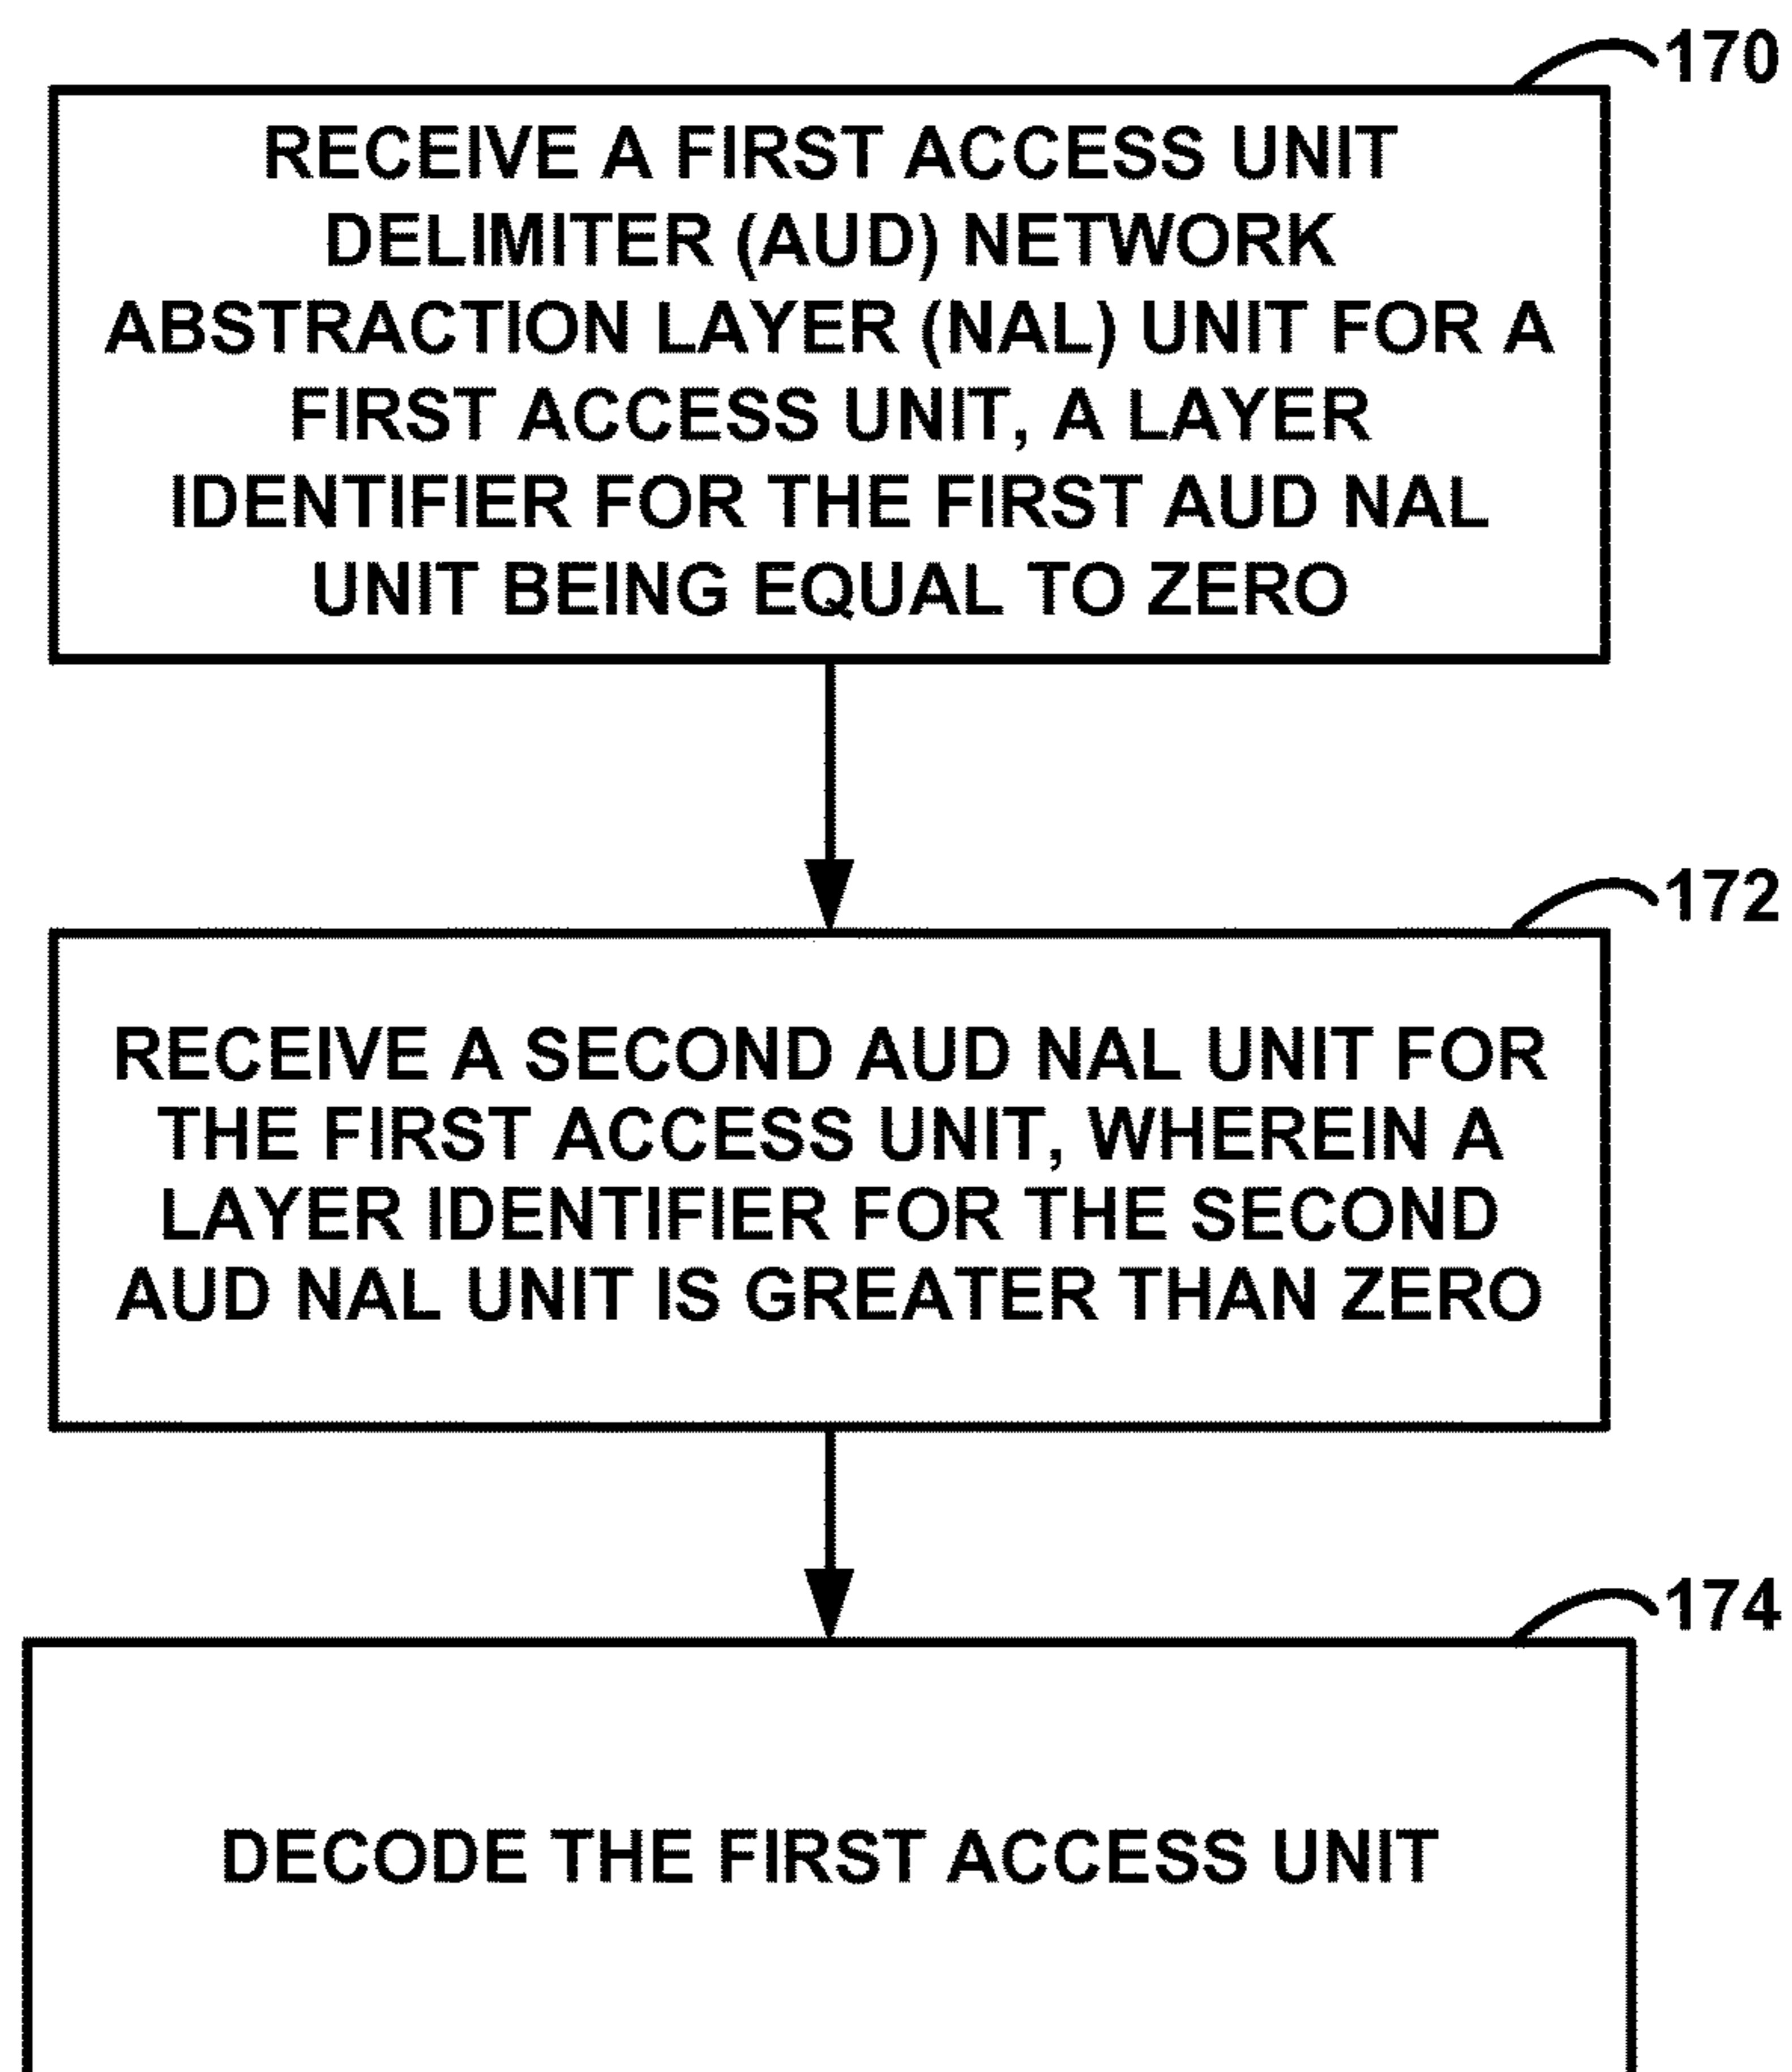 170
RECEIVE A FIRST ACCESS UNIT
DELIMITER (AUD) NETWORK
ABSTRACTION LAYER (NAL) UNIT FOR A
FIRST ACCESS UNIT, A LAYER
IDENTIFIER FOR THE FIRST AUD NAL
UNIT BEING EQUAL TO ZERO
172
RECEIVE A SECOND AUD NAL UNIT FOR
THE FIRST ACCESS UNIT, WHEREIN A
LAYER IDENTIFIER FOR THE SECOND
AUD NAL UNIT IS GREATER THAN ZERO
174
DECODE THE FIRST ACCESS UNIT